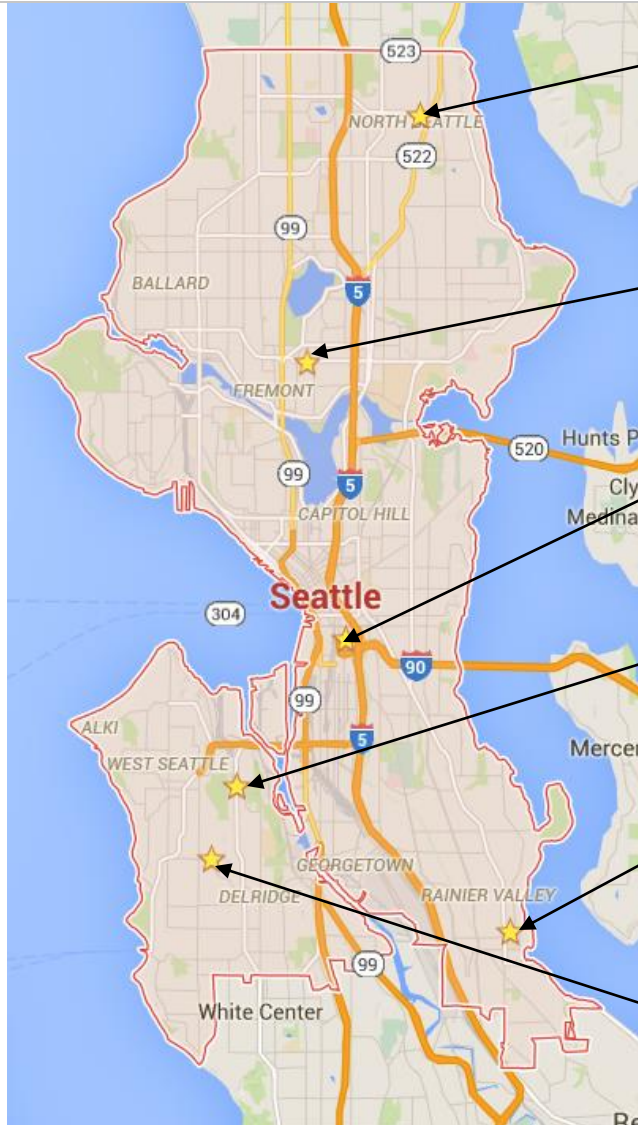 523
NORTH SEATTLE
522
99
BALLARD
5
FREMONT
520
Hunts P
99
5
Cly
Medina
CAPITOL HILL
Seattle
304
90
99
ALKI
5
Mercer
WEST SEATTLE
GEORGETOWN
RAINIER VALLEY
DELRIDGE
99
White Center
Re